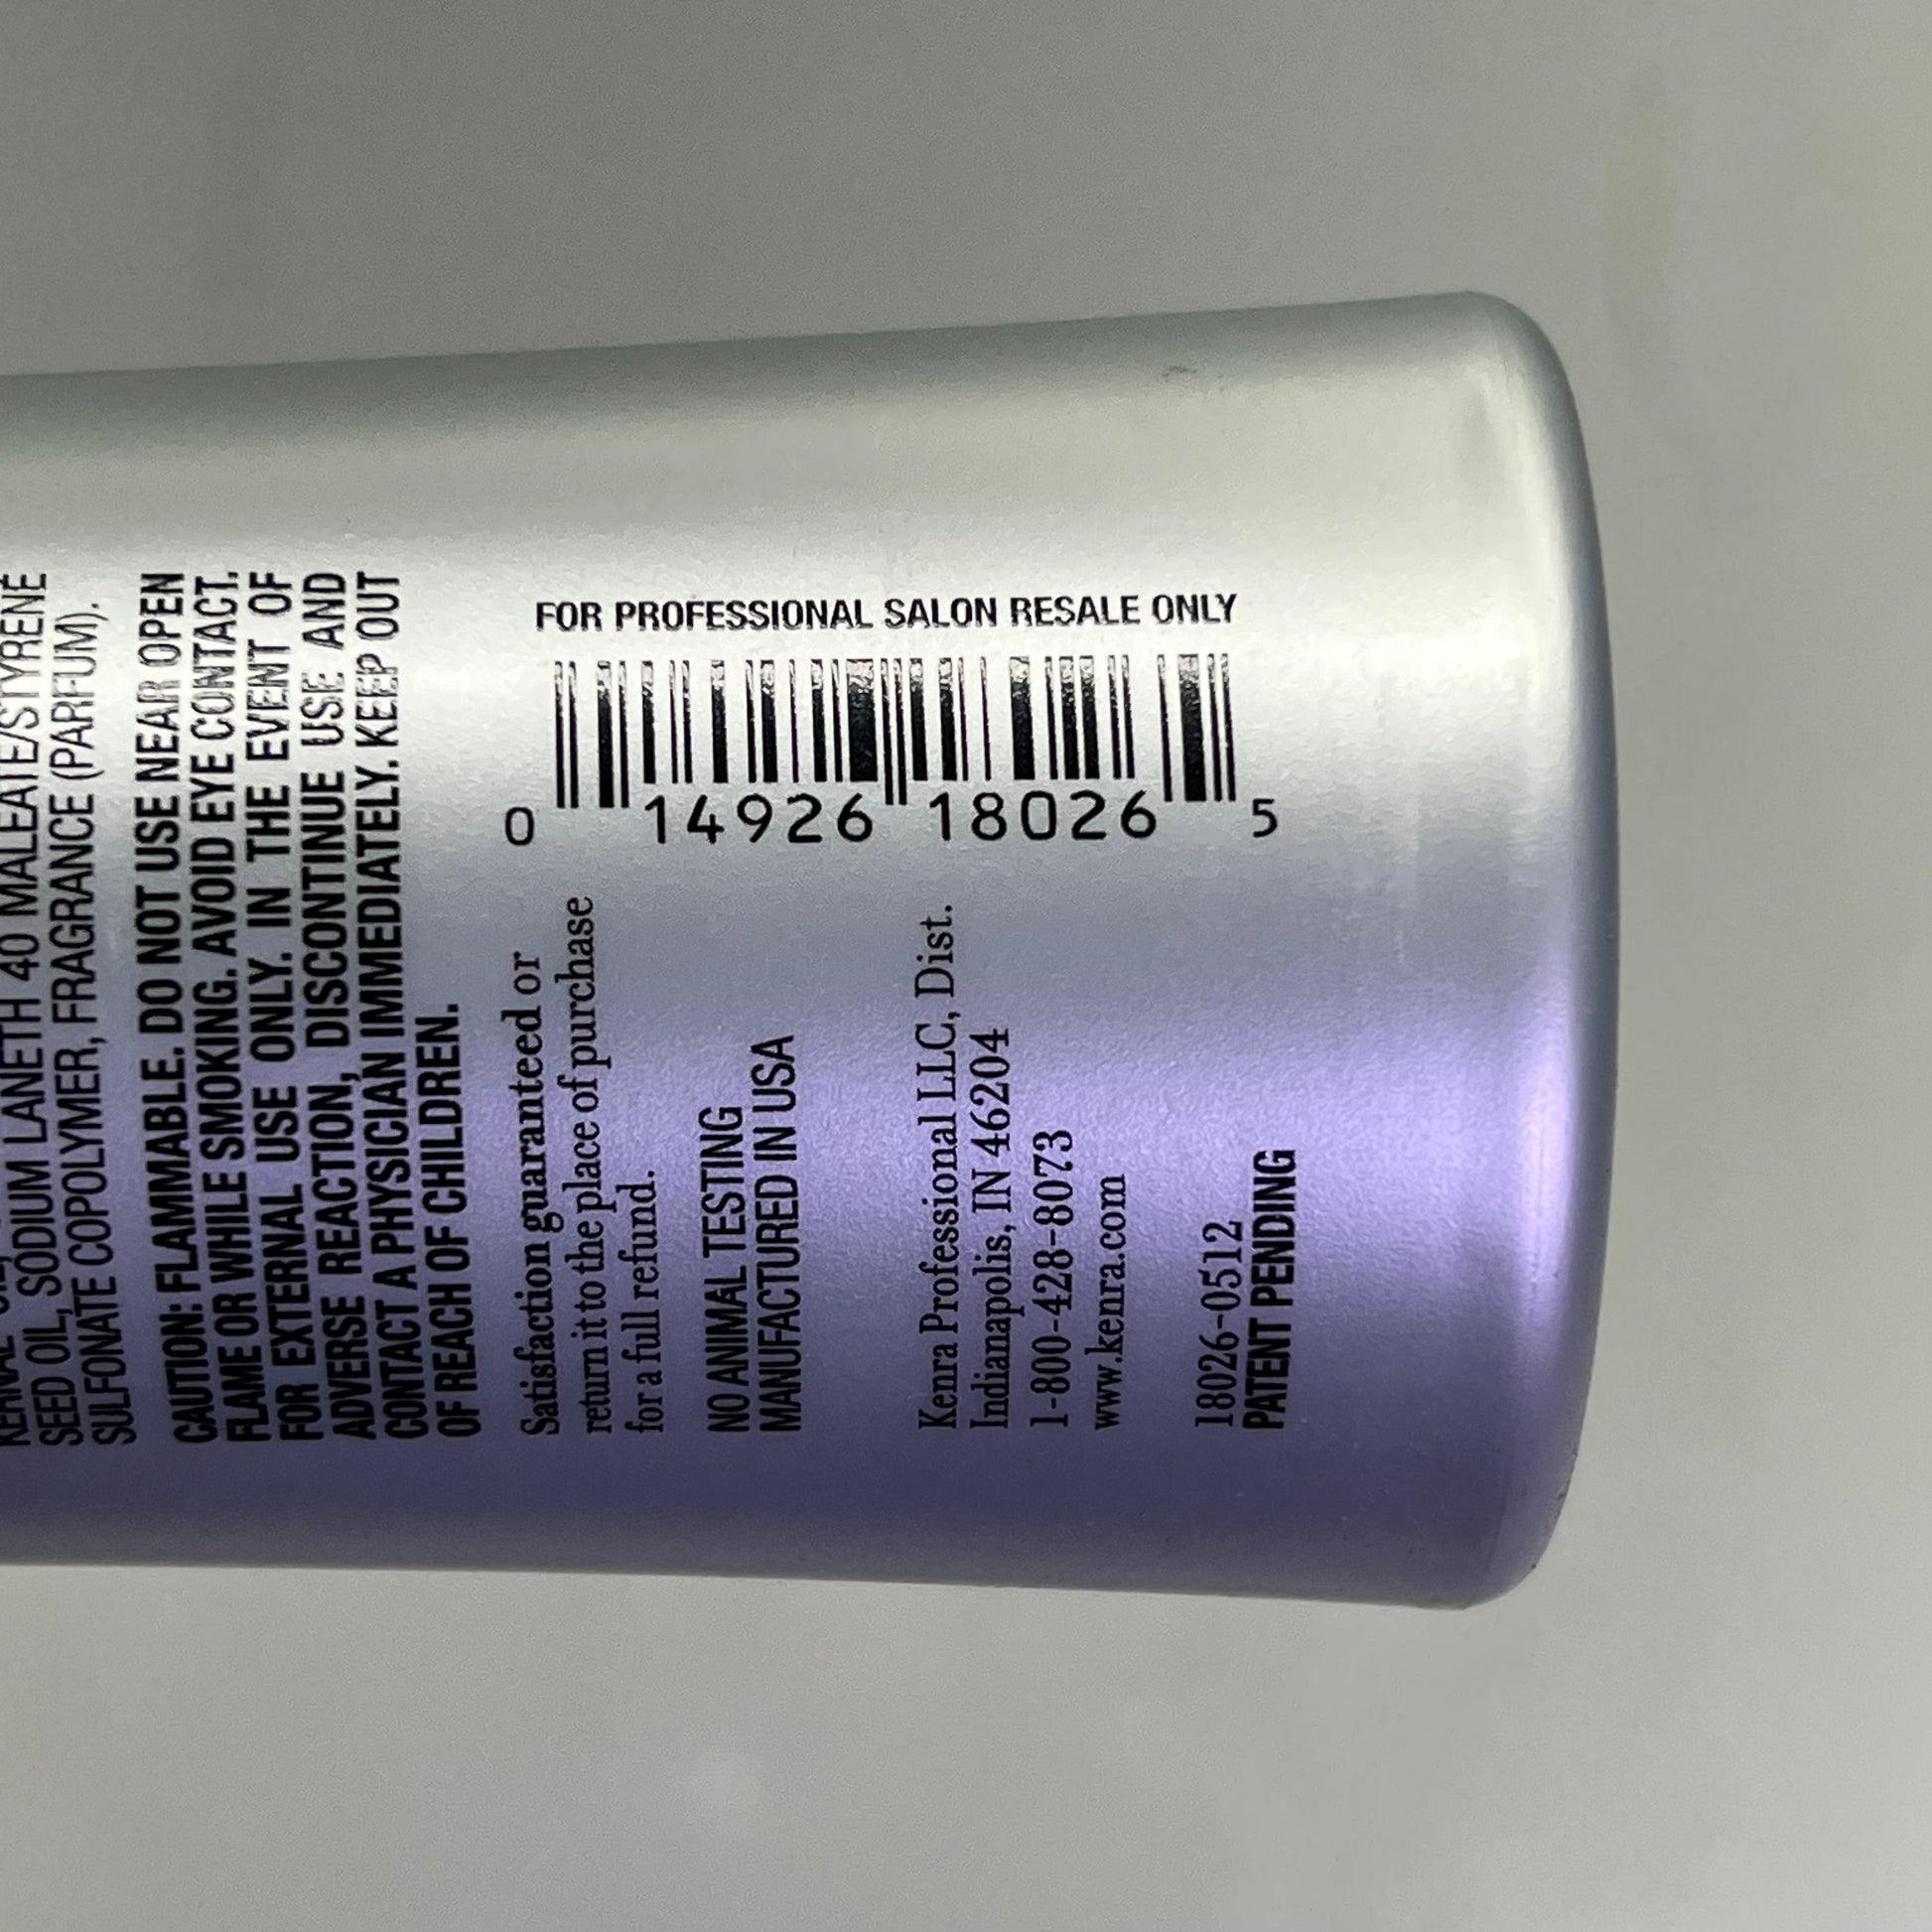 SEED OIL, SODIUM LANETH 40 MALEATE/STYRENE
SULFONATE COPOLYMER, FRAGRANCE (PARFUM).
CAUTION: FLAMMABLE. DO NOT USE NEAR OPEN
FLAME OR WHILE SMOKING. AVOID EYE CONTACT.
FOR EXTERNAL USE ONLY. IN THE EVENT OF
ADVERSE REACTION, DISCONTINUE USE AND
CONTACT A PHYSICIAN IMMEDIATELY. KEEP OUT
OF REACH OF CHILDREN.
Satisfaction guaranteed or
return it to the place of purchase
for a full refund.
NO ANIMAL TESTING
MANUFACTURED IN USA
Kenra Professional LLC, Dist.
Indianapolis, IN 46204
1-800-428-8073
www.kenra.com
18026-0512
PATENT PENDING
FOR PROFESSIONAL SALON RESALE ONLY
0 14926 18026 5